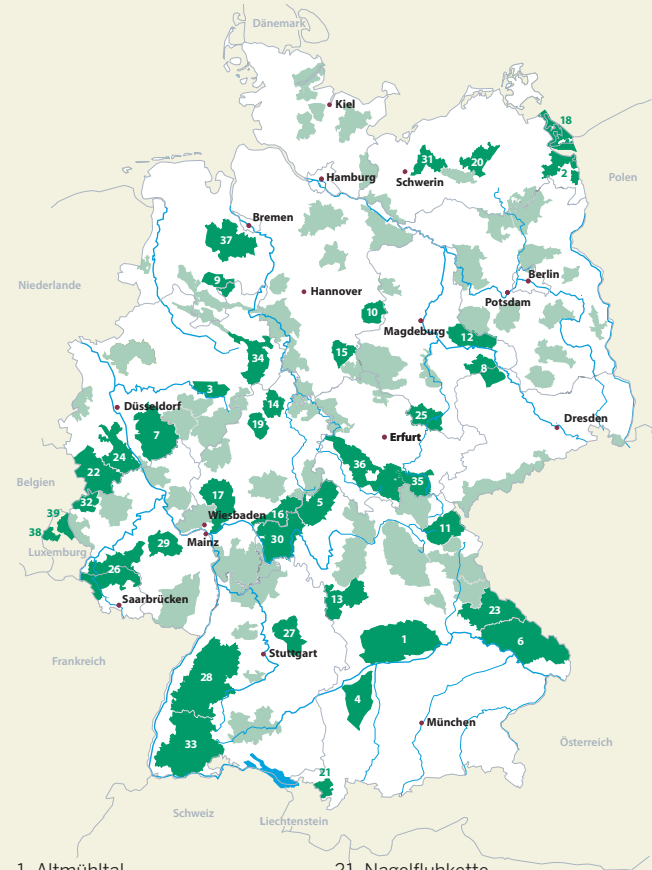 Dänemark
Kiel
18
31
20
2
Hamburg
Schwerin
Polen
Bremen
37
Berlin
9
Niederlande
Hannover
Potsdam
10
Magdeburg
12
15
34
8
3
14
Düsseldorf
25
Dresden
19
7
Erfurt
24
36
22
35
Belgien
17
5
32
39
16
Wiesbaden
11
38
30
Mainz
29
Luxemburg
26
13
Saarbrücken
23
27
1
6
Stuttgart
Frankreich
28
4
München
33
Österreich
21
Schweiz
Liechtenstein
1 Altmühltal
21 Nagelfluhkette